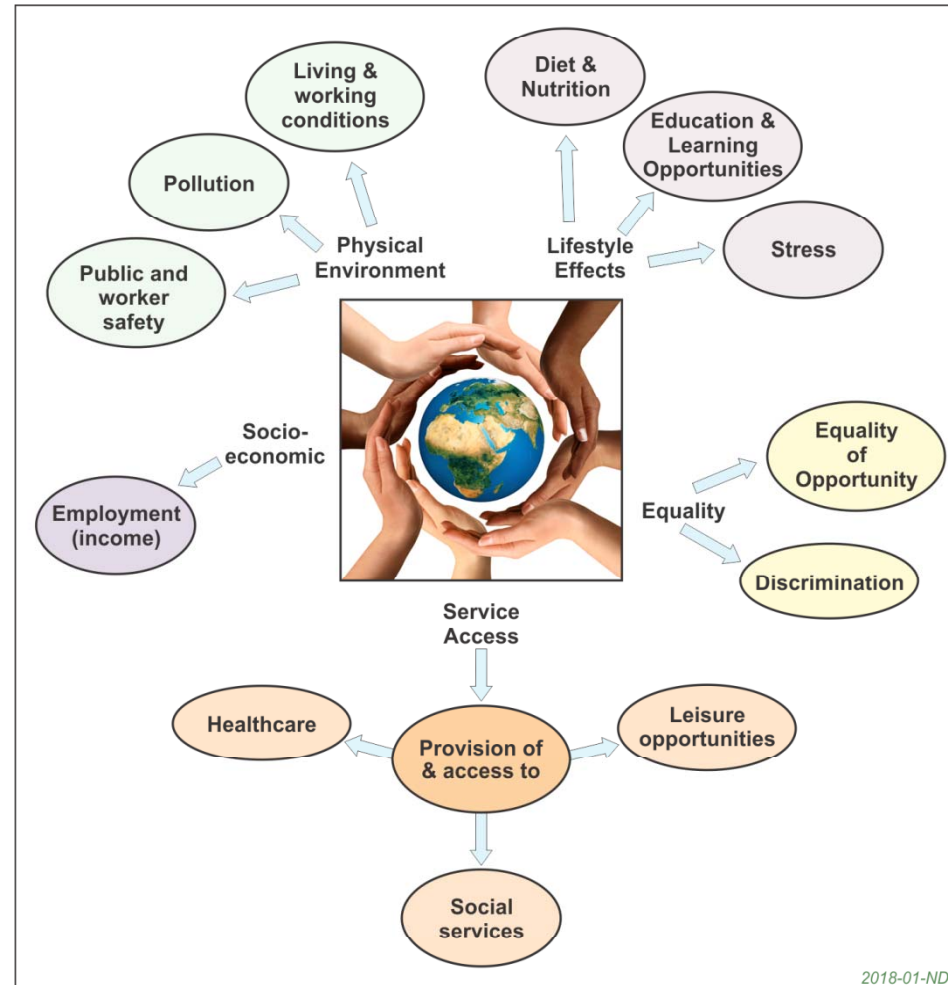 Living &
working
conditions
Pollution
Public and
worker
safety
Physical
Environment
Diet &
Nutrition
Education &
Learning
Opportunities
Stress
Lifestyle
Effects
Socio-
economic
Employment
(income)
Equality
Equality
of
Opportunity
Discrimination
Service
Access
Provision of
& access to
Healthcare
Leisure
opportunities
Social
services
2018-01-ND